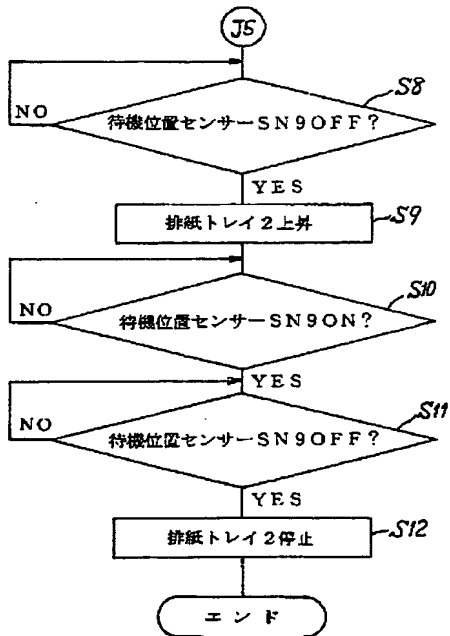 J5
S8
NO
待機位置センサーSN9OFF？
YES
S9
排紙トレイ2上昇
S10
NO
待機位置センサーSN9ON？
YES
S11
NO
待機位置センサーSN9OFF？
YES
S12
排紙トレイ2停止
エンド